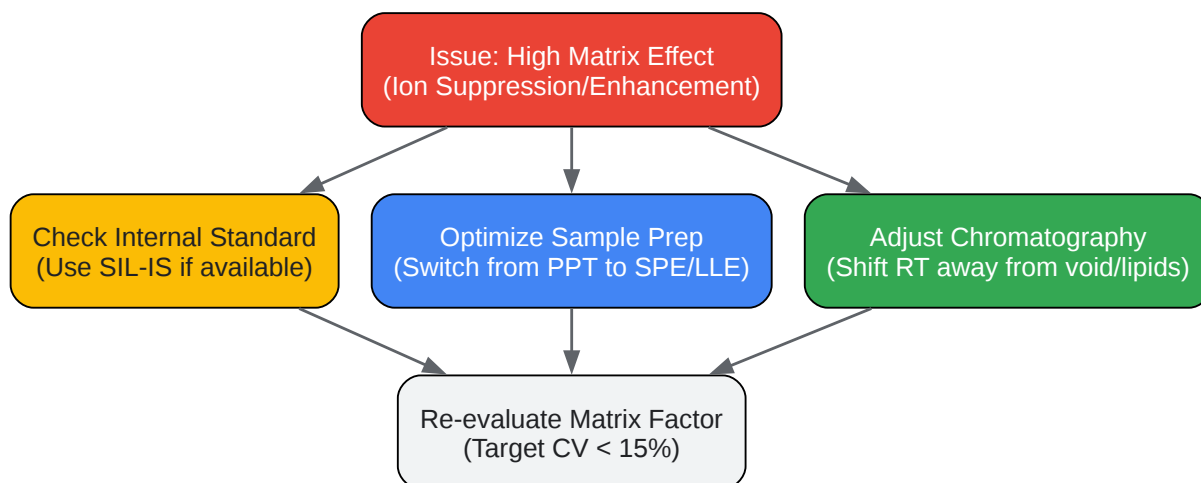 Issue: High Matrix Effect
(Ion Suppression/Enhancement)
Check Internal Standard
(Use SIL-IS if available)
Optimize Sample Prep
(Switch from PPT to SPE/LLE)
Adjust Chromatography
(Shift RT away from void/lipids)
Re-evaluate Matrix Factor
(Target CV < 15%)